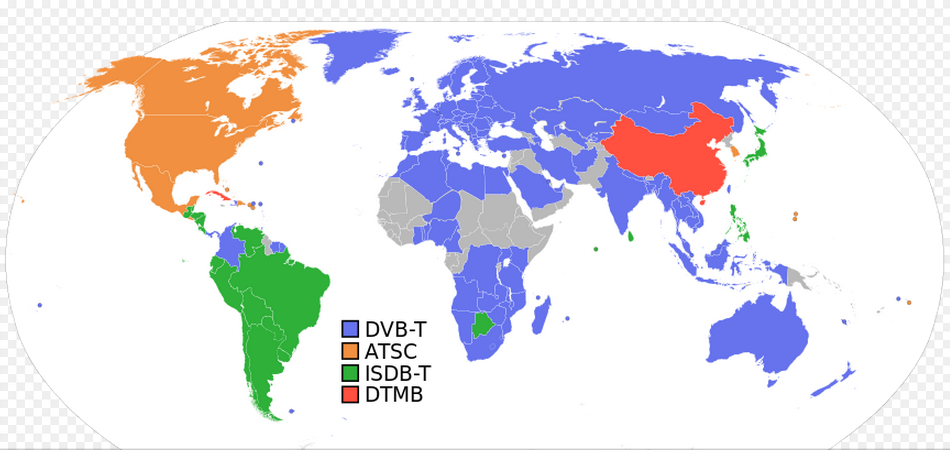 DVB-T
ATSC
ISDB-T
DTMB